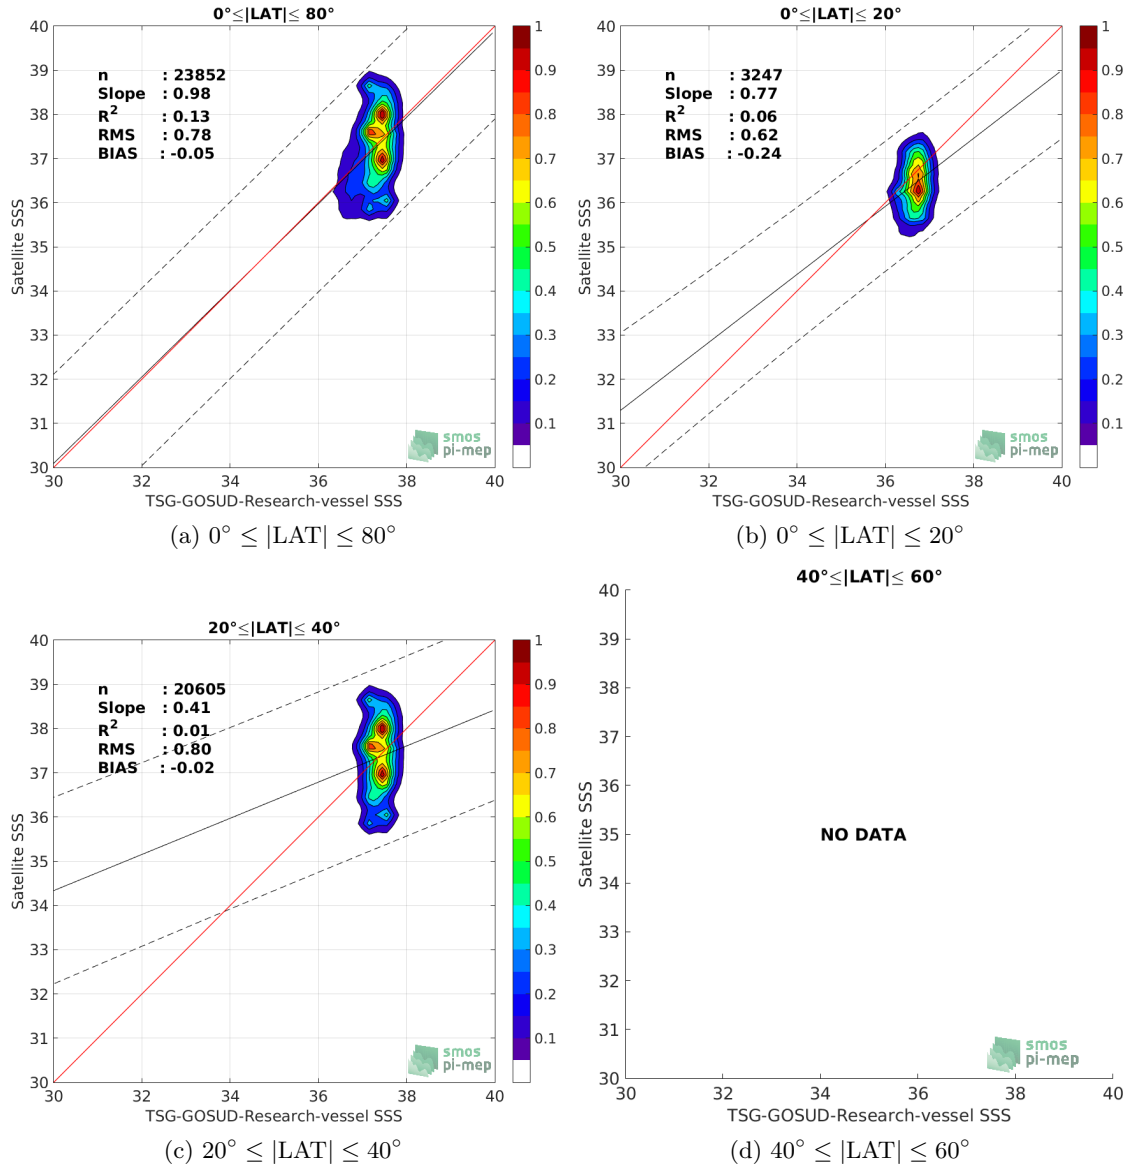 0°≤|LAT|≤ 80°
40
39
38
37
36
35
34
33
32
31
30
n : 23852
Slope : 0.98
R2 : 0.13
RMS : 0.78
BIAS : -0.05
Satellite SSS
smos
pi-mep
30 32 34 36 38 40
TSG-GOSUD-Research-vessel SSS
1
0.9
0.8
0.7
0.6
0.5
0.4
0.3
0.2
0.1
(a) 0° ≤ |LAT| ≤ 80°
0°≤|LAT|≤ 20°
40
39
38
37
36
35
34
33
32
31
30
n : 3247
Slope : 0.77
R2 : 0.06
RMS : 0.62
BIAS : -0.24
Satellite SSS
smos
pi-mep
30 32 34 36 38 40
TSG-GOSUD-Research-vessel SSS
1
0.9
0.8
0.7
0.6
0.5
0.4
0.3
0.2
0.1
(b) 0° ≤ |LAT| ≤ 20°
20°≤|LAT|≤ 40°
40
39
38
37
36
35
34
33
32
31
30
n : 20605
Slope : 0.41
R2 : 0.01
RMS : 0.80
BIAS : -0.02
Satellite SSS
smos
pi-mep
30 32 34 36 38 40
TSG-GOSUD-Research-vessel SSS
1
0.9
0.8
0.7
0.6
0.5
0.4
0.3
0.2
0.1
(c) 20° ≤ |LAT| ≤ 40°
40°≤|LAT|≤ 60°
40
39
38
37
36
35
34
33
32
31
30
Satellite SSS
NO DATA
smos
pi-mep
30 32 34 36 38 40
TSG-GOSUD-Research-vessel SSS
(d) 40° ≤ |LAT| ≤ 60°